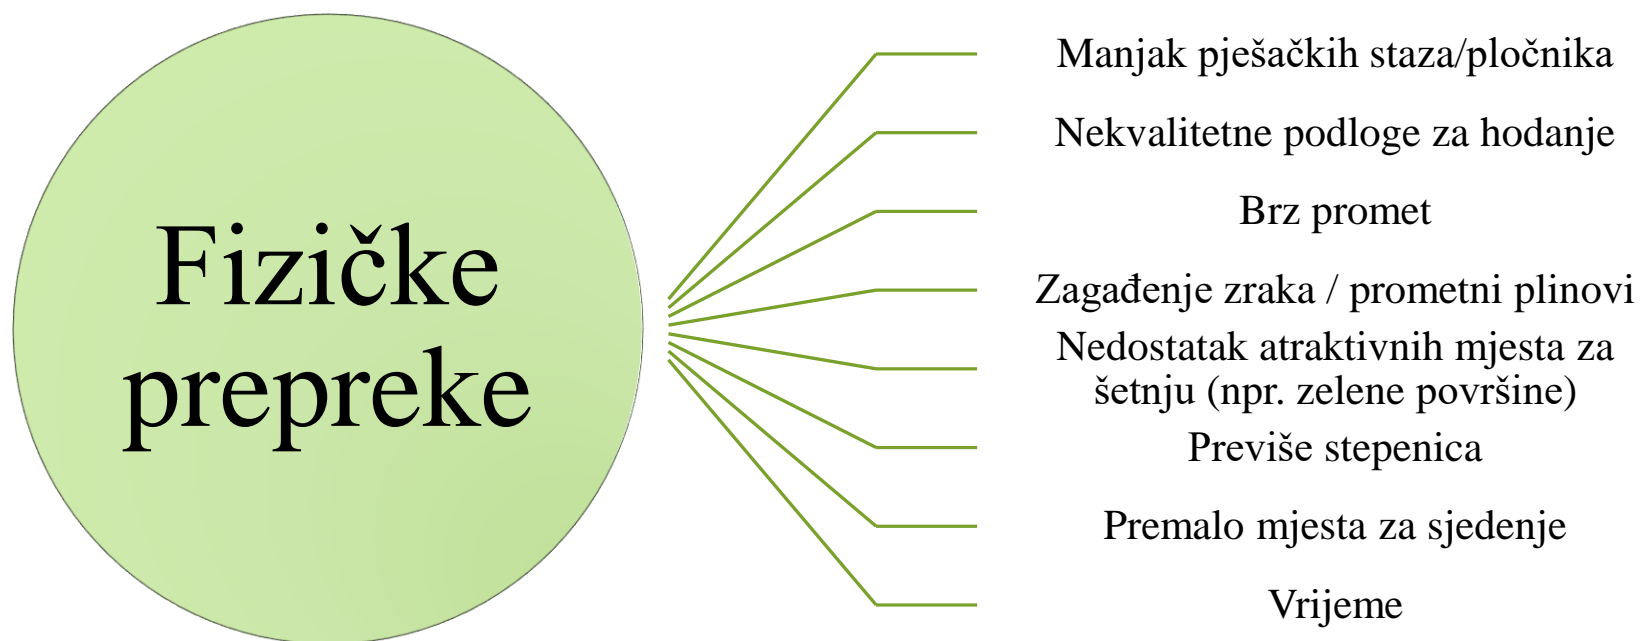 Fizičke
prepreke
Manjak pješačkih staza/pločnika
Nekvalitetne podloge za hodanje
Brz promet
Zagađenje zraka / prometni plinovi
Nedostatak atraktivnih mjesta za
šetnju (npr. zelene površine)
Previše stepenica
Premalo mjesta za sjedenje
Vrijeme